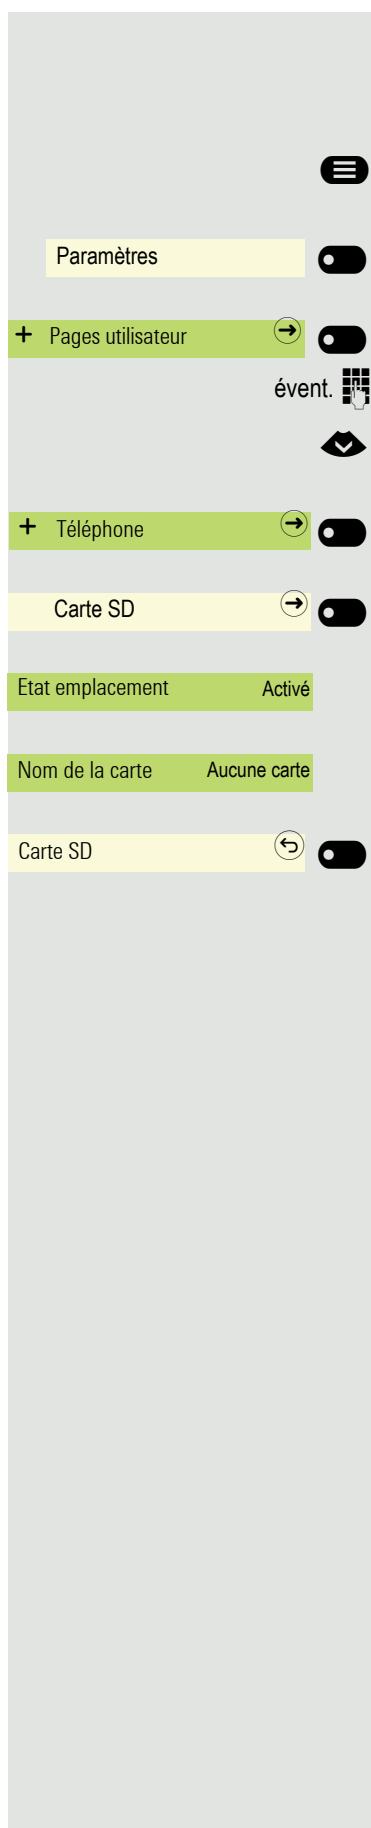 Paramètres
+ Pages utilisateur
évent.
+ Téléphone
Carte SD
Etat emplacement Activé
Nom de la carte Aucune carte
Carte SD